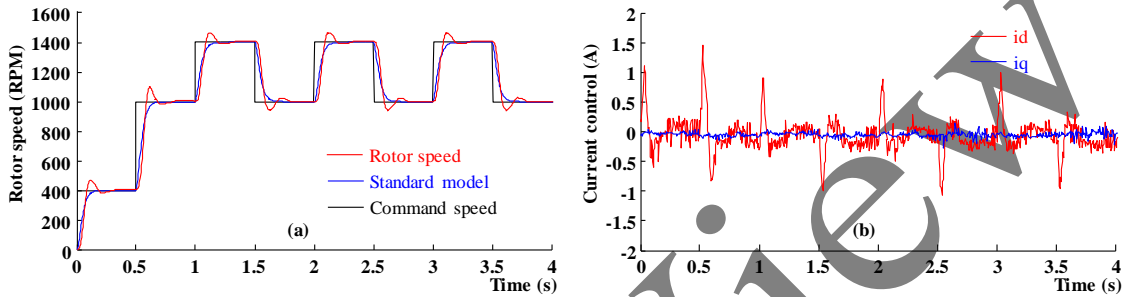 Rotor speed (RPM)
1600
1400
1200
1000
800
600
400
200
0
Rotor speed
Standard model
Command speed
(a)
0 0.5 1 1.5 2 2.5 3 3.5 4
Time (s)
Current control (A)
2
1.5
1
0.5
0
-0.5
-1
-1.5
-2
id
iq
(b)
0 0.5 1 1.5 2 2.5 3 3.5 4
Time (s)
iew